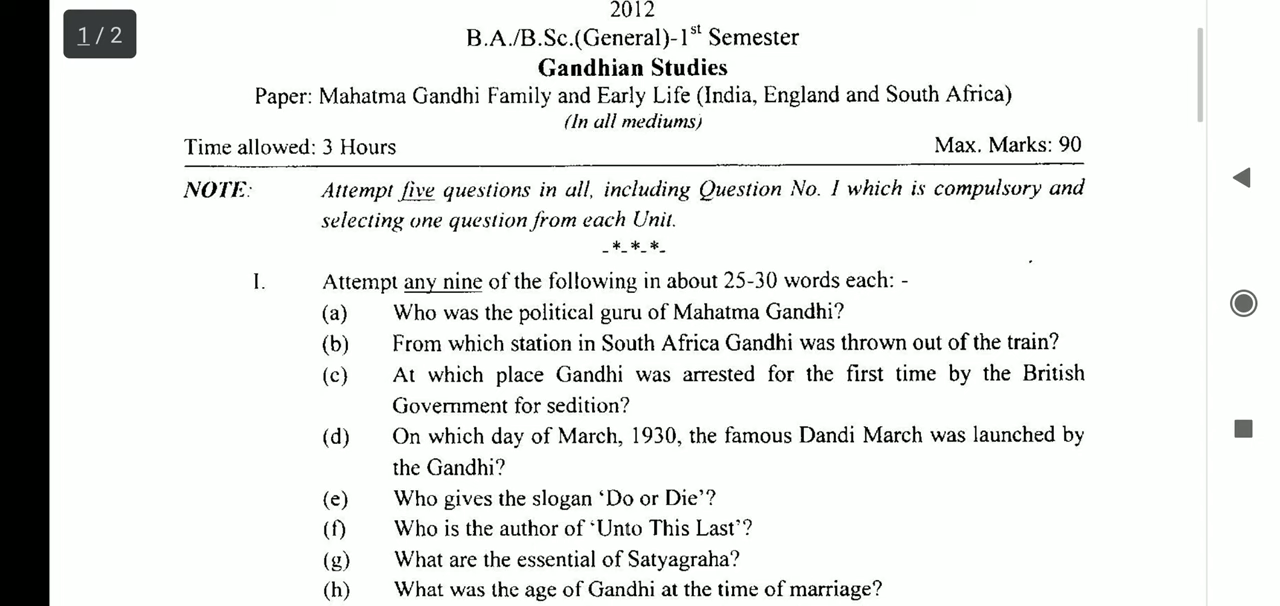 1 / 2
2012
B.A./B.Sc.(General)-1st Semester
Gandhian Studies
Paper: Mahatma Gandhi Family and Early Life (India, England and South Africa)
(In all mediums)
Time allowed: 3 Hours Max. Marks: 90
NOTE: Attempt five questions in all, including Question No. I which is compulsory and
selecting one question from each Unit.
-*-*-*-
I. Attempt any nine of the following in about 25-30 words each: -
(a) Who was the political guru of Mahatma Gandhi?
(b) From which station in South Africa Gandhi was thrown out of the train?
(c) At which place Gandhi was arrested for the first time by the British
Government for sedition?
(d) On which day of March, 1930, the famous Dandi March was launched by
the Gandhi?
(e) Who gives the slogan ‘Do or Die’?
(f) Who is the author of ‘Unto This Last’?
(g) What are the essential of Satyagraha?
(h) What was the age of Gandhi at the time of marriage?